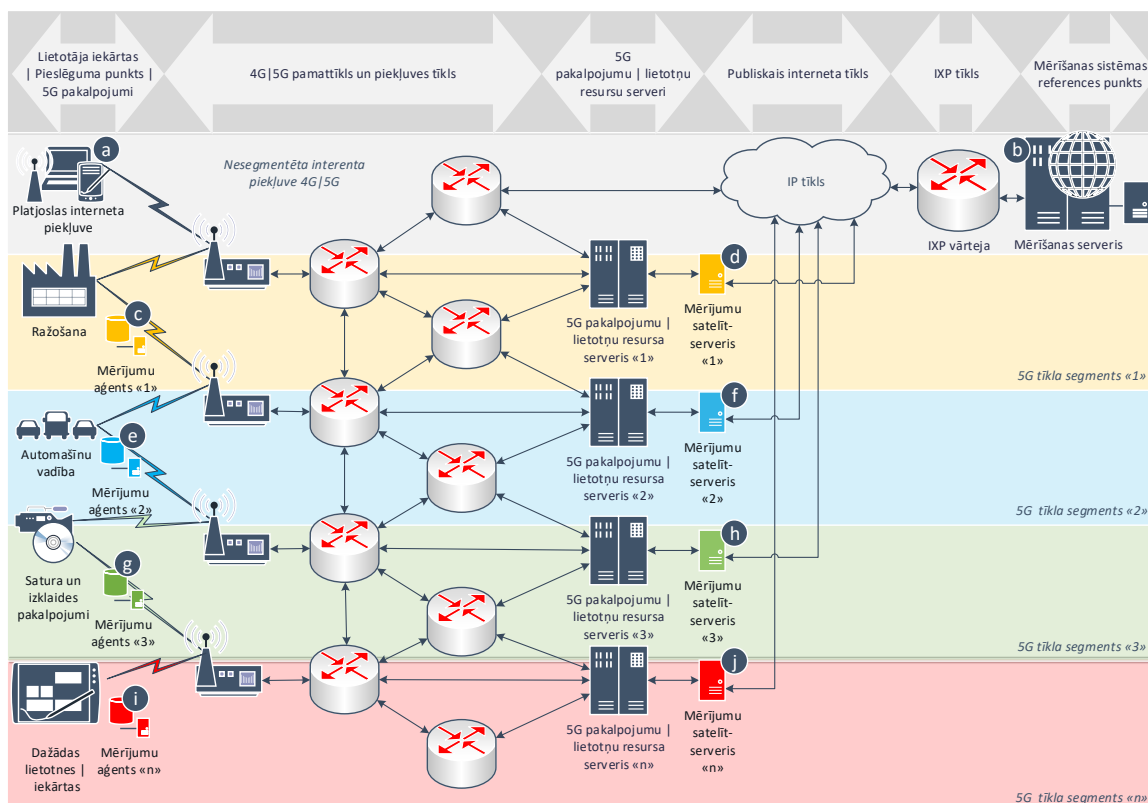 Lietotāja iekārtas
| Pieslēguma punkts |
5G pakalpojumi
4G|5G pamattīkls un piekļuves tīkls
5G
pakalpojumu | lietotņu
resursu serveri
Publiskais interneta tīkls
IXP tīkls
Mērīšanas sistēmas
references punkts
a
Nesegmentēta interenta
piekļuve 4G|5G
Platjoslas interneta
piekļuve
IP tīkls
b
IXP vārteja
Mērīšanas serveris
Ražošana
c
Mērījumu
aģents «1»
5G pakalpojumu |
lietotņu resursa
serveris «1»
d
Mērījumu
satelīt-
serveris
«1»
5G tīkla segments «1»
Automašīnu
vadība
e
Mērījumu
aģents «2»
5G pakalpojumu |
lietotņu resursa
serveris «2»
f
Mērījumu
satelīt-
serveris
«2»
5G tīkla segments «2»
Satura un
izklaides
pakalpojumi
g
Mērījumu
aģents «3»
5G pakalpojumu |
lietotņu resursa
serveris «3»
h
Mērījumu
satelīt-
serveris
«3»
5G tīkla segments «3»
Dažādas
lietotnes |
iekārtas
i
Mērījumu
aģents «n»
5G pakalpojumu |
lietotņu resursa
serveris «n»
j
Mērījumu
satelīt-
serveris
«n»
5G tīkla segments «n»